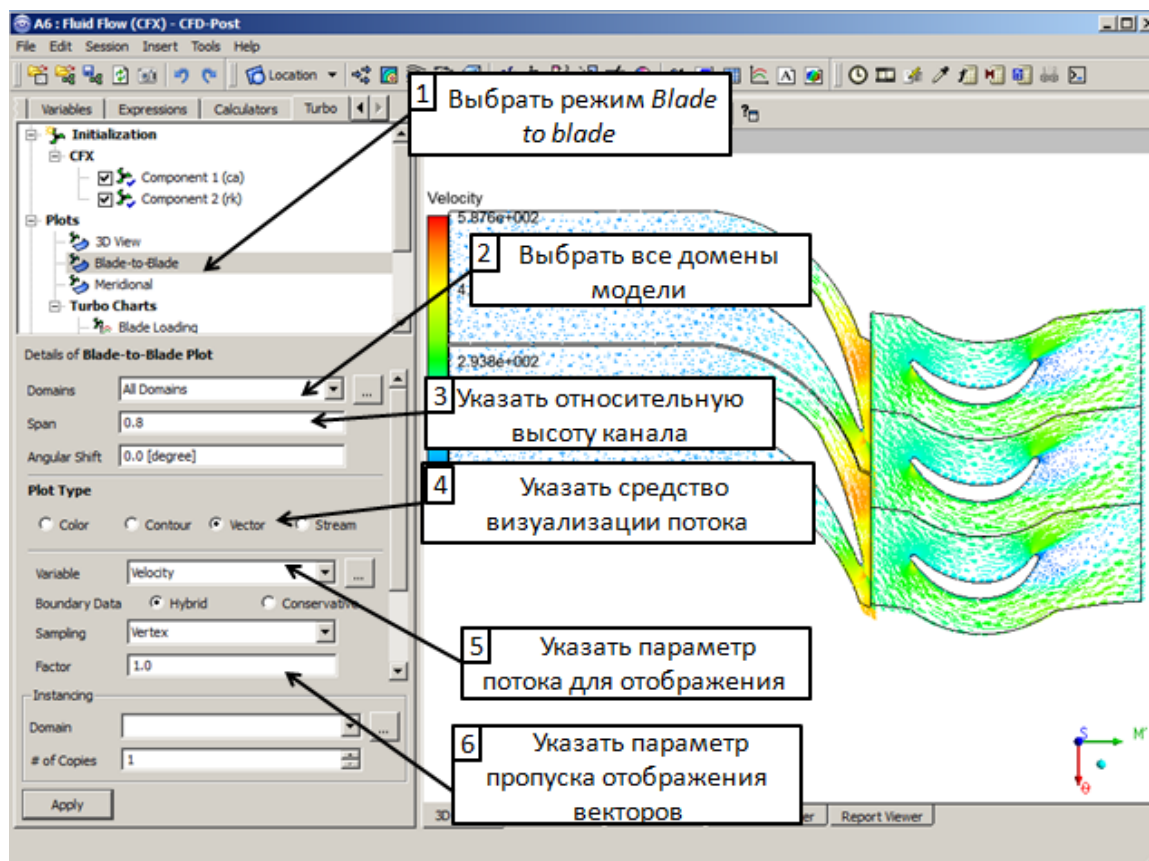 A6 : Fluid Flow (CFX) - CFD-Post
File Edit Session Insert Tools Help
Location
Variables Expressions Calculators Turbo
Initialization
CFX
Component 1 (ca)
Component 2 (rk)
Plots
3D View
Blade-to-Blade
Meridional
Turbo Charts
Blade Loading
Details of Blade-to-Blade Plot
Domains All Domains ...
Span 0.8
Angular Shift 0.0 [degree]
Plot Type
Color Contour Vector Stream
Variable Velocity ...
Boundary Data Hybrid Conservative
Sampling Vertex
Factor 1.0
Instancing
Domain ...
# of Copies 1
Apply
1 Выбрать режим Blade
to blade
Velocity
5.876e+002
2 Выбрать все домены
модели
4.
2.938e+002
3 Указать относительную
высоту канала
4 Указать средство
визуализации потока
5 Указать параметр
потока для отображения
6 Указать параметр
пропуска отображения
векторов
S M'
θ
3D
Report Viewer